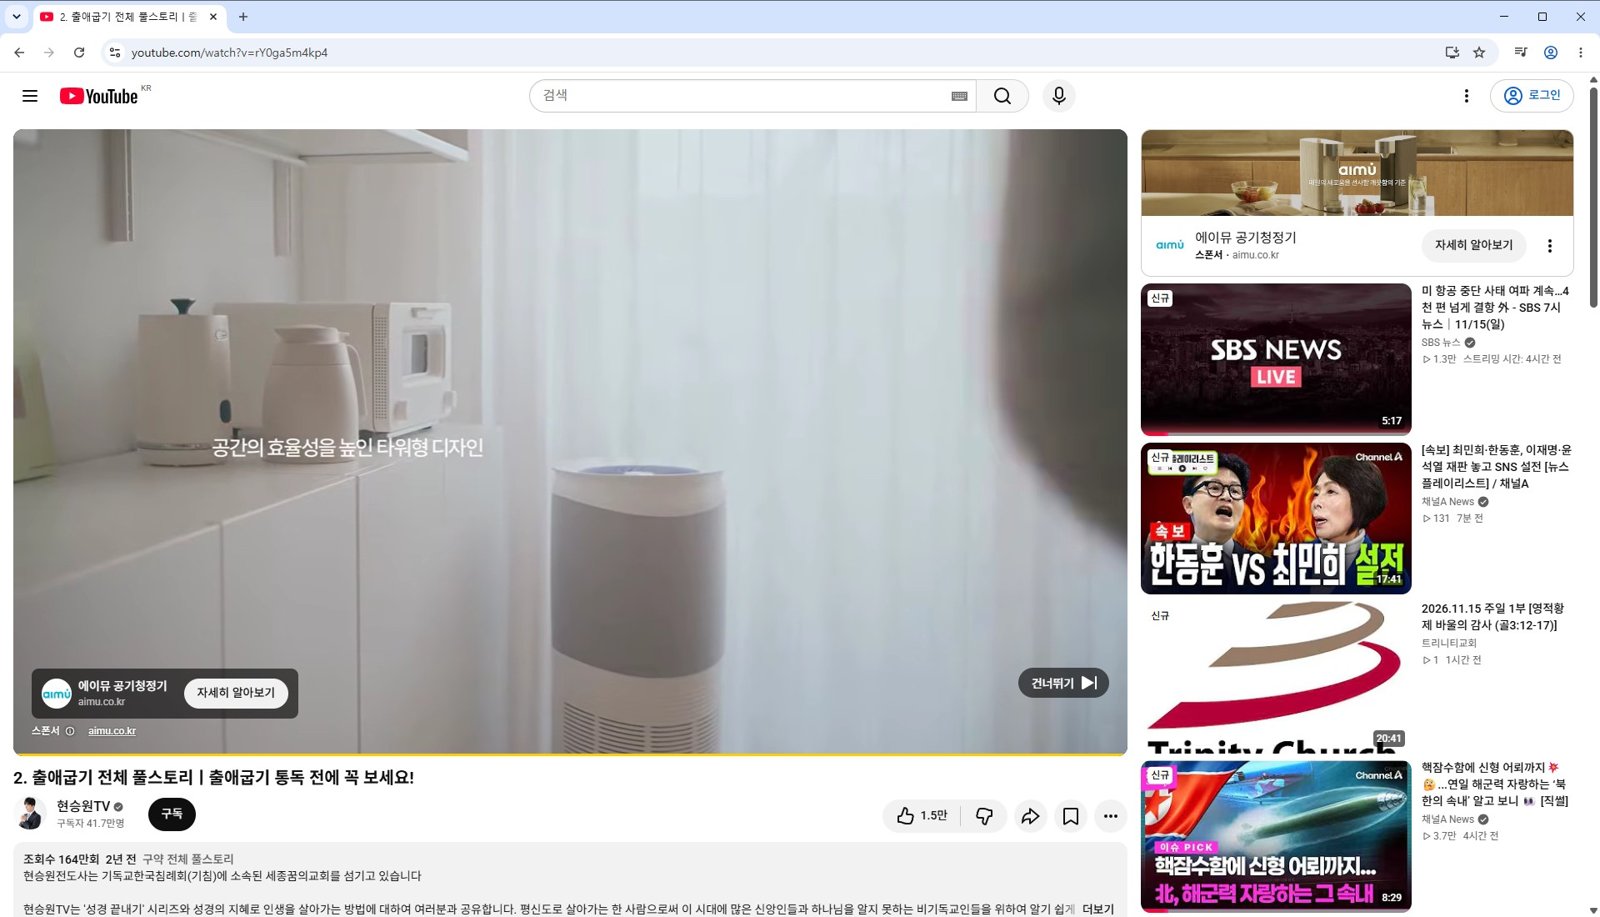 2. 출애굽기 전체 풀스토리 | 출
youtube.com/watch?v=rY0ga5m4kp4
YouTube KR
검색
로그인
공간의 효율성을 높인 타워형 디자인
aimu
에이뮤 공기청정기
aimu.co.kr
자세히 알아보기
건너뛰기
스폰서
aimu.co.kr
2. 출애굽기 전체 풀스토리 | 출애굽기 통독 전에 꼭 보세요!
현승원TV
구독자 41.7만명
구독
1.5만
조회수 164만회 2년 전 구약 전체 풀스토리
현승원전도사는 기독교한국침례회(기침)에 소속된 세종꿈의교회를 섬기고 있습니다
현승원TV는 '성경 끝내기' 시리즈와 성경의 지혜로 인생을 살아가는 방법에 대하여 여러분과 공유합니다. 평신도로 살아가는 한 사람으로써 이 시대에 많은 신앙인들과 하나님을 알지 못하는 비기독교인들을 위하여 알기 쉽게 더보기
aimu
에이뮤 공기청정기
스폰서 · aimu.co.kr
자세히 알아보기
aimu
신규
SBS NEWS
LIVE
5:17
미 항공 중단 사태 여파 계속...4
천 편 넘게 결항 外 - SBS 7시
뉴스 | 11/15(일)
SBS 뉴스
1.3만 스트리밍 시간: 4시간 전
신규
플레이리스트
Channel A
속보
한동훈 VS 최민희 설전
17:41
[속보] 최민희·한동훈, 이재명·윤
석열 재판 놓고 SNS 설전 [뉴스
플레이리스트] / 채널A
채널A News
131 7분 전
신규
Trinity Church
20:41
2026.11.15 주일 1부 [영적황
제 바울의 감사 (골3:12-17)]
트리니티교회
1 1시간 전
신규
Channel A
이슈 PICK
핵잠수함에 신형 어뢰까지...
北, 해군력 자랑하는 그 속내
8:29
핵잠수함에 신형 어뢰까지
...연일 해군력 자랑하는 '북
한의 속내' 알고 보니 [직썰]
채널A News
3.7만 4시간 전